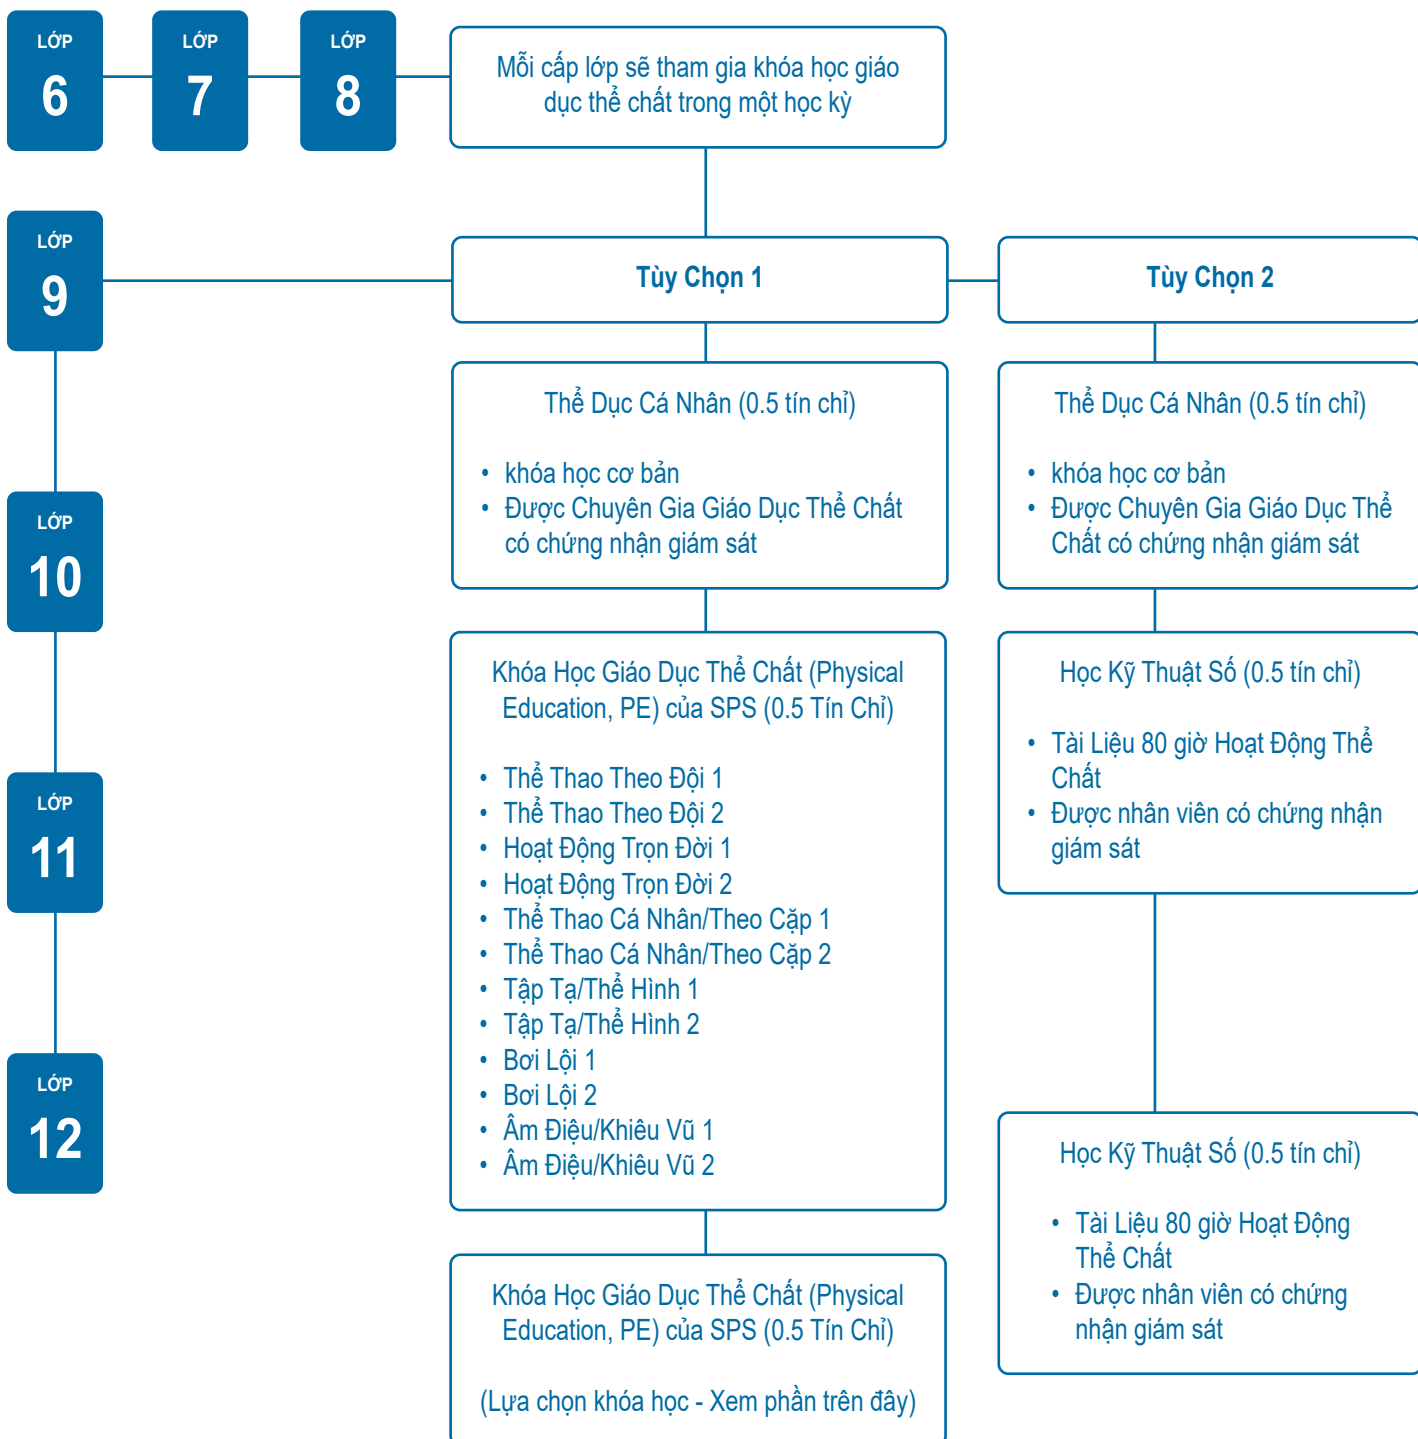 LỚP
6
LỚP
7
LỚP
8
Mỗi cấp lớp sẽ tham gia khóa học giáo
dục thể chất trong một học kỳ
LỚP
9
Tùy Chọn 1
Tùy Chọn 2
Thể Dục Cá Nhân (0.5 tín chỉ)
• khóa học cơ bản
• Được Chuyên Gia Giáo Dục Thể Chất
có chứng nhận giám sát
Thể Dục Cá Nhân (0.5 tín chỉ)
• khóa học cơ bản
• Được Chuyên Gia Giáo Dục Thể
Chất có chứng nhận giám sát
LỚP
10
Khóa Học Giáo Dục Thể Chất (Physical
Education, PE) của SPS (0.5 Tín Chỉ)
• Thể Thao Theo Đội 1
• Thể Thao Theo Đội 2
• Hoạt Động Trọn Đời 1
• Hoạt Động Trọn Đời 2
• Thể Thao Cá Nhân/Theo Cặp 1
• Thể Thao Cá Nhân/Theo Cặp 2
• Tập Tạ/Thể Hình 1
• Tập Tạ/Thể Hình 2
• Bơi Lội 1
• Bơi Lội 2
• Âm Điệu/Khiêu Vũ 1
• Âm Điệu/Khiêu Vũ 2
Học Kỹ Thuật Số (0.5 tín chỉ)
• Tài Liệu 80 giờ Hoạt Động Thể
Chất
• Được nhân viên có chứng nhận
giám sát
LỚP
11
LỚP
12
Học Kỹ Thuật Số (0.5 tín chỉ)
• Tài Liệu 80 giờ Hoạt Động
Thể Chất
• Được nhân viên có chứng
nhận giám sát
Khóa Học Giáo Dục Thể Chất (Physical
Education, PE) của SPS (0.5 Tín Chỉ)
(Lựa chọn khóa học - Xem phần trên đây)